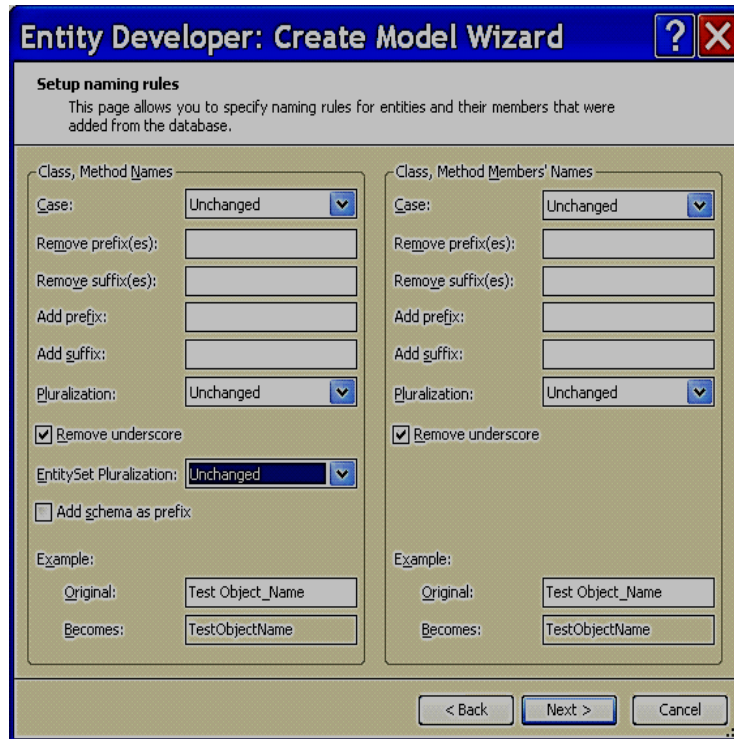 Entity Developer: Create Model Wizard
Setup naming rules
This page allows you to specify naming rules for entities and their members that were
added from the database.
Class, Method Names
Case: Unchanged
Remove prefix(es):
Remove suffix(es):
Add prefix:
Add suffix:
Pluralization: Unchanged
Remove underscore
EntitySet Pluralization: Unchanged
Add schema as prefix
Example:
Original: Test Object_Name
Becomes: TestObjectName
Class, Method Members' Names
Case: Unchanged
Remove prefix(es):
Remove suffix(es):
Add prefix:
Add suffix:
Pluralization: Unchanged
Remove underscore
Example:
Original: Test Object_Name
Becomes: TestObjectName
< Back
Next >
Cancel